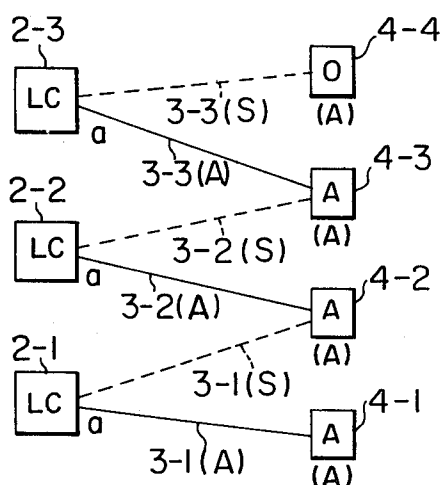 2-3
4-4
LC
O
3-3(S)
(A)
a
4-3
3-3(A)
2-2
A
(A)
LC
3-2(S)
a
4-2
3-2(A)
A
2-1
(A)
3-1(S)
LC
4-1
a
A
3-1(A)
(A)